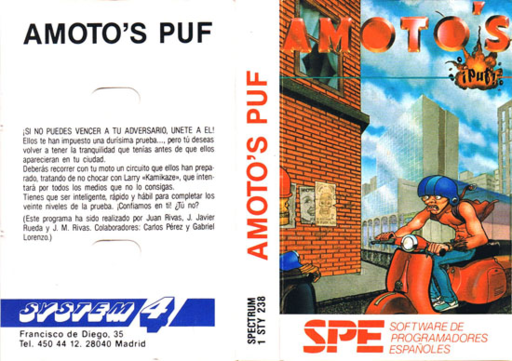 AMOTO'S PUF
¡SI NO PUEDES VENCER A TU ADVERSARIO, UNETE A EL!
Ellos te han impuesto una durísima prueba..., pero tú deseas
volver a tener la tranquilidad que tenías antes de que ellos
aparecieran en tu ciudad.
Deberás recorrer con tu moto un circuito que ellos han prepa-
rado, tratando de no chocar con Larry «Kamikaze», que inten-
tará por todos los medios que no lo consigas.
Tienes que ser inteligente, rápido y hábil para completar los
veinte niveles de la prueba. ¡Confiamos en ti! ¿Tú no?
(Este programa ha sido realizado por Juan Rivas, J. Javier
Rueda y J. M. Rivas. Colaboradores: Carlos Pérez y Gabriel
Lorenzo.)
SYSTEM 4
Francisco de Diego, 35
Tel. 450 44 12. 28040 Madrid
AMOTO'S PUF
SPECTRUM
1 STY 238
AMOTO'S
¡PUF!
SPE
SOFTWARE DE
PROGRAMADORES
ESPAÑOLES